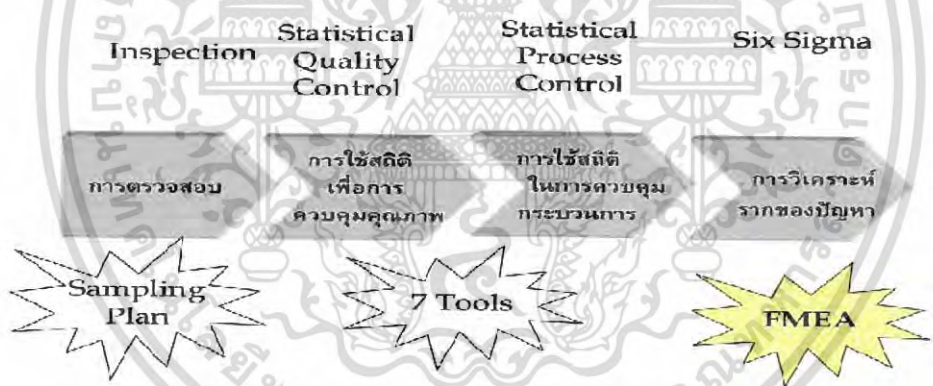 Inspection
Statistical
Quality
Control
Statistical
Process
Control
Six Sigma
การตรวจสอบ
การใช้สถิติ
เพื่อการ
ควบคุมคุณภาพ
การใช้สถิติ
ในการควบคุม
กระบวนการ
การวิเคราะห์
รากของปัญหา
Sampling
Plan
7 Tools
FMEA